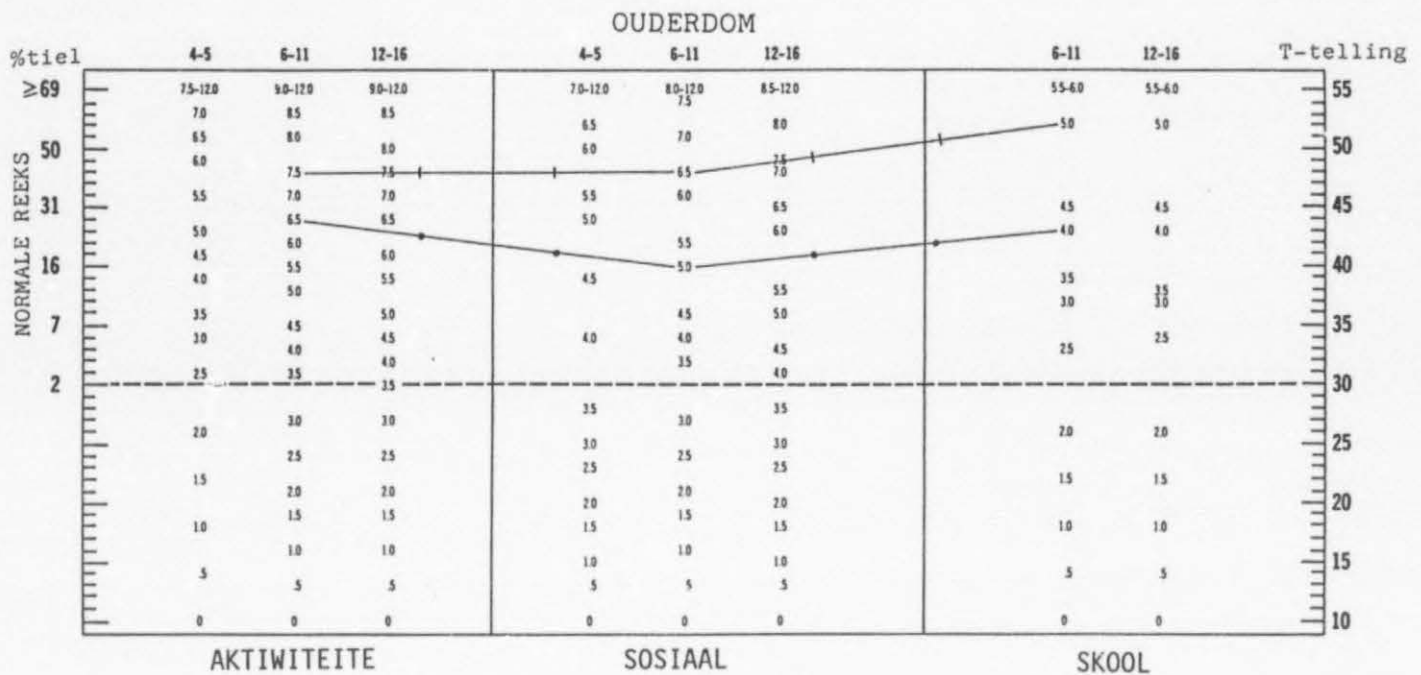 OUDERDOM
%tiel 4-5 6-11 12-16 4-5 6-11 12-16 6-11 12-16 T-telling
≥69 7.5-12.0 9.0-12.0 9.0-12.0 7.0-12.0 8.0-12.0 8.5-12.0 5.5-6.0 5.5-6.0 55
7.5
7.0 8.5 8.5
6.5 8.0 5.0 5.0
6.5 8.0 7.0
50 8.0 6.0 50
6.0 7.5
7.5 7.5 6.5 7.0
5.5 7.0 7.0 5.5 6.0
31 6.5 4.5 4.5 45
6.5 6.5 5.0
5.0 6.0 4.0 4.0
4.5 6.0 6.0 5.5
16 5.5 5.0 40
4.0 5.5 4.5 3.5
5.0 5.5 3.5
3.0 3.0
3.5 5.0 4.5 5.0
7 4.5 35
3.0 4.5 4.0 4.0 2.5
4.0 4.5 2.5
4.0 3.5
2.5 3.5 4.0
2 3.5 30
3.5 3.5
3.0 3.0 3.0
2.0 2.0 2.0
3.0 3.0 25
2.5 2.5 2.5
2.5 2.5
1.5 1.5 1.5
2.0 2.0 2.0
2.0 2.0 20
1.5 1.5 1.5
1.0 1.5 1.5 1.0 1.0
1.0 1.0 1.0
1.0 1.0 15
.5 .5 .5
.5 .5 .5 .5 .5
0 0 0 0 0 0 0 0 10
NORMALE REEKS
AKTIWITEITE SOSIAAL SKOOL